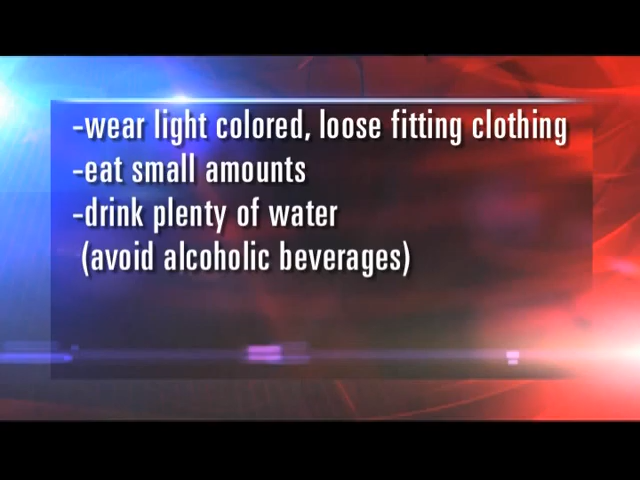 -wear light colored, loose fitting clothing
-eat small amounts
-drink plenty of water
(avoid alcoholic beverages)